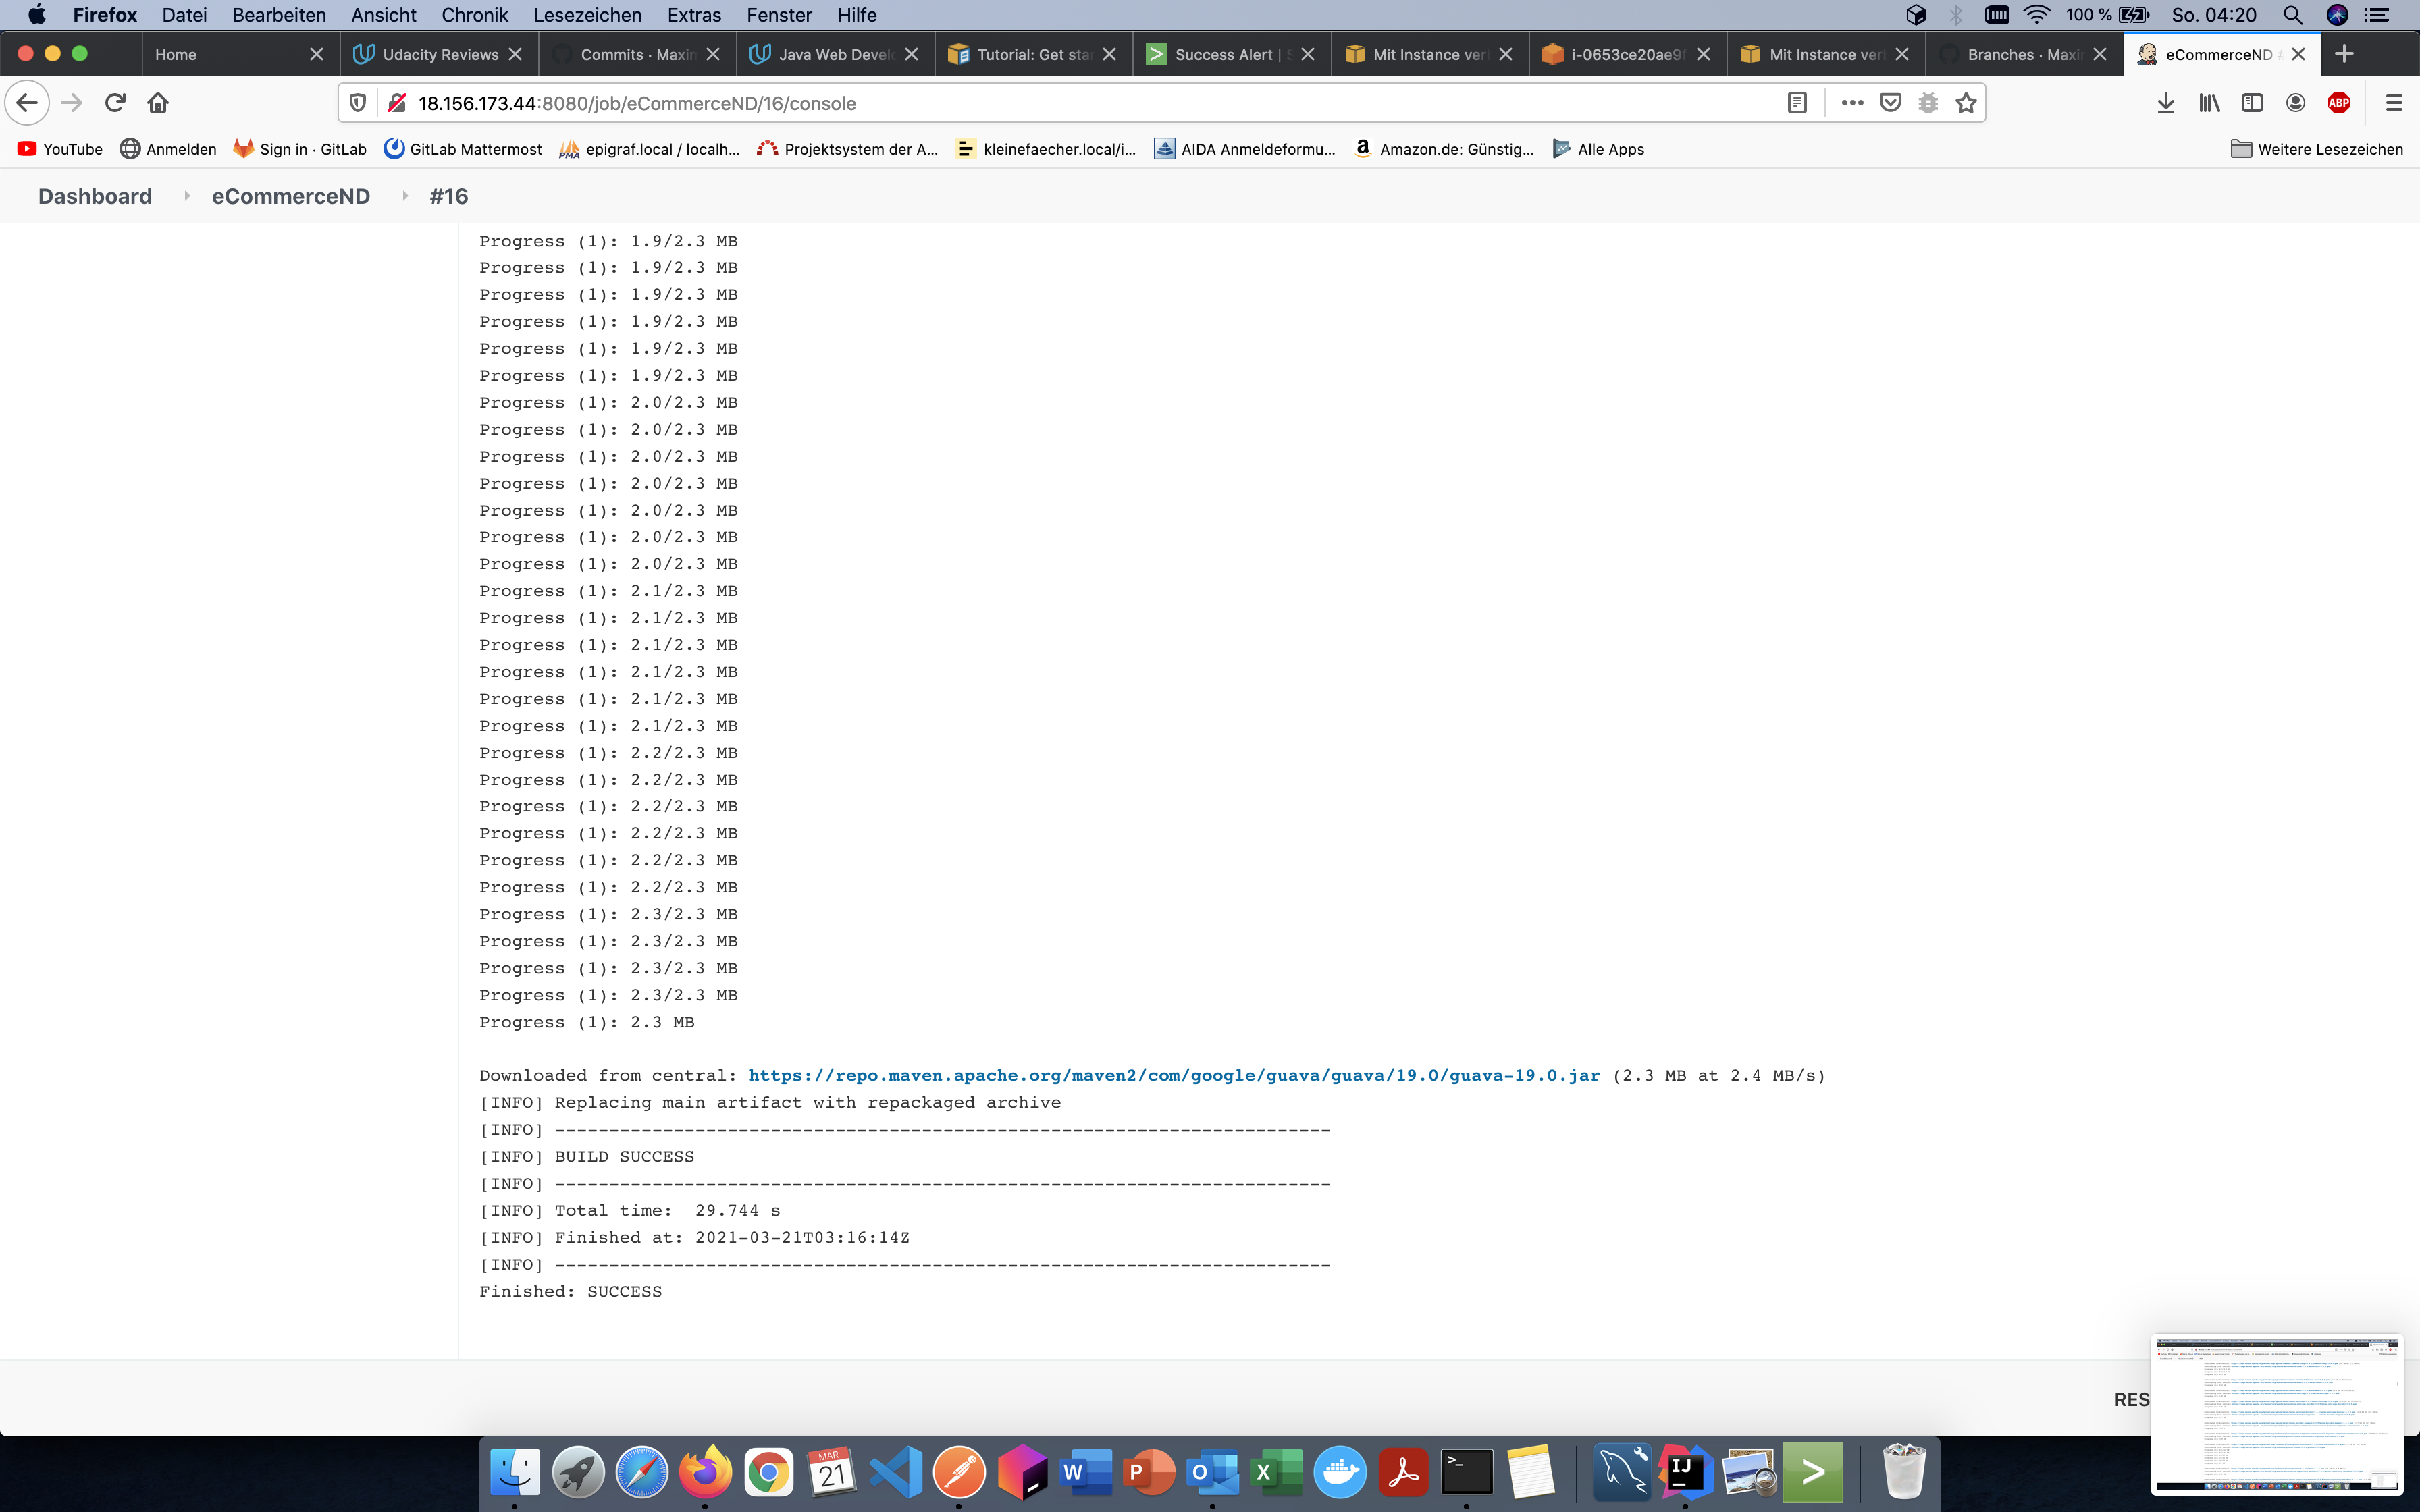 Firefox Datei Bearbeiten Ansicht Chronik Lesezeichen Extras Fenster Hilfe 100 % So. 04:20
Home Udacity Reviews Commits · Maxim Java Web Devel Tutorial: Get sta Success Alert | S Mit Instance ver i-0653ce20ae9f Mit Instance ver Branches · Maxi eCommerceND #
18.156.173.44:8080/job/eCommerceND/16/console ABP
YouTube Anmelden Sign in · GitLab GitLab Mattermost PMA epigraf.local / localh... Projektsystem der A... kleinefaecher.local/i... AIDA Anmeldeformu... Amazon.de: Günstig... Alle Apps Weitere Lesezeichen
Dashboard eCommerceND #16
Progress (1): 1.9/2.3 MB
Progress (1): 1.9/2.3 MB
Progress (1): 1.9/2.3 MB
Progress (1): 1.9/2.3 MB
Progress (1): 1.9/2.3 MB
Progress (1): 1.9/2.3 MB
Progress (1): 2.0/2.3 MB
Progress (1): 2.0/2.3 MB
Progress (1): 2.0/2.3 MB
Progress (1): 2.0/2.3 MB
Progress (1): 2.0/2.3 MB
Progress (1): 2.0/2.3 MB
Progress (1): 2.0/2.3 MB
Progress (1): 2.1/2.3 MB
Progress (1): 2.1/2.3 MB
Progress (1): 2.1/2.3 MB
Progress (1): 2.1/2.3 MB
Progress (1): 2.1/2.3 MB
Progress (1): 2.1/2.3 MB
Progress (1): 2.2/2.3 MB
Progress (1): 2.2/2.3 MB
Progress (1): 2.2/2.3 MB
Progress (1): 2.2/2.3 MB
Progress (1): 2.2/2.3 MB
Progress (1): 2.2/2.3 MB
Progress (1): 2.3/2.3 MB
Progress (1): 2.3/2.3 MB
Progress (1): 2.3/2.3 MB
Progress (1): 2.3/2.3 MB
Progress (1): 2.3 MB
Downloaded from central: https://repo.maven.apache.org/maven2/com/google/guava/guava/19.0/guava-19.0.jar (2.3 MB at 2.4 MB/s)
[INFO] Replacing main artifact with repackaged archive
[INFO] ------------------------------------------------------------------------
[INFO] BUILD SUCCESS
[INFO] ------------------------------------------------------------------------
[INFO] Total time:  29.744 s
[INFO] Finished at: 2021-03-21T03:16:14Z
[INFO] ------------------------------------------------------------------------
Finished: SUCCESS
RES
MÄR
21 W P O X >_ IJ >